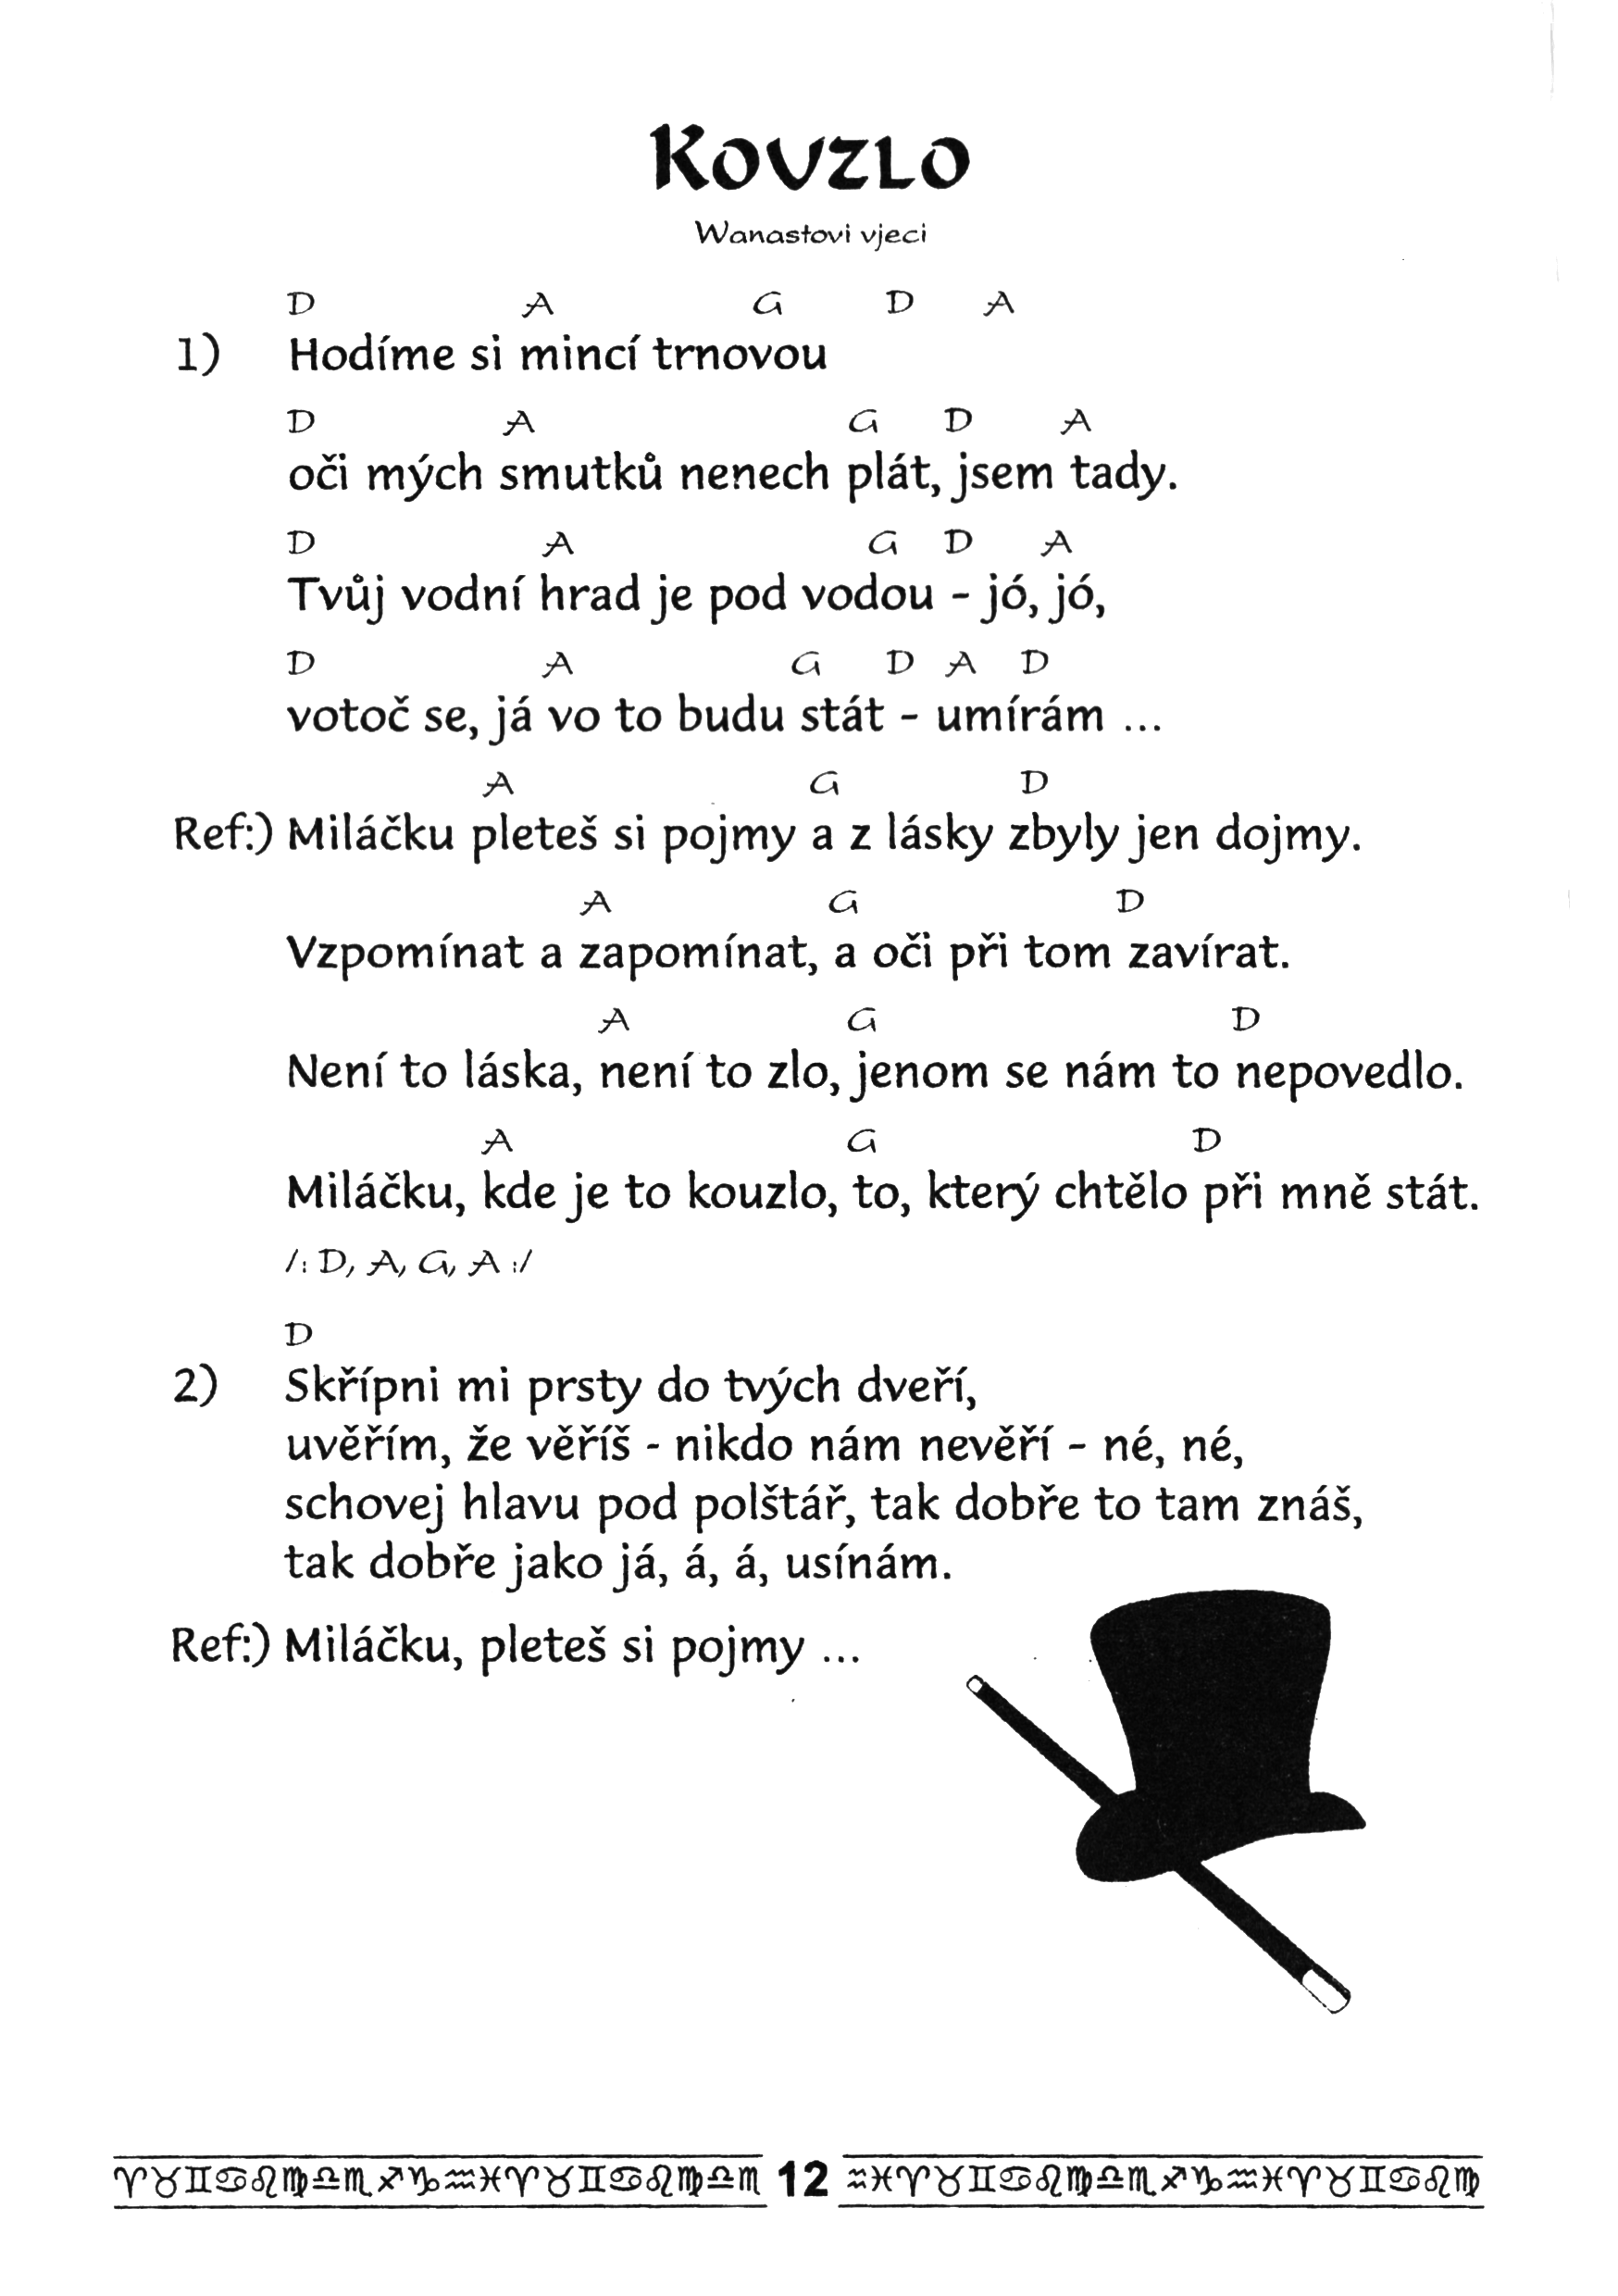 Kouzlo
Wanastovi vjeci
D A G D A
1) Hodíme si mincí trnovou
D A G D A
oči mých smutků nenech plát, jsem tady.
D A G D A
Tvůj vodní hrad je pod vodou - jó, jó,
D A G D A D
votoč se, já vo to budu stát - umírám ...
A G D
Ref:) Miláčku pleteš si pojmy a z lásky zbyly jen dojmy.
A G D
Vzpomínat a zapomínat, a oči při tom zavírat.
A G D
Není to láska, není to zlo, jenom se nám to nepovedlo.
A G D
Miláčku, kde je to kouzlo, to, který chtělo při mně stát.
/: D, A, G, A :/
D
2) Skřípni mi prsty do tvých dveří,
uvěřím, že věříš - nikdo nám nevěří - né, né,
schovej hlavu pod polštář, tak dobře to tam znáš,
tak dobře jako já, á, á, usínám.
Ref:) Miláčku, pleteš si pojmy ...
♈♉♊♋♌♍♎♏♐♑♒♓♈♉♊♋♌♍♎♏ 12 ♒♓♈♉♊♋♌♍♎♏♐♑♒♓♈♉♊♋♌♍